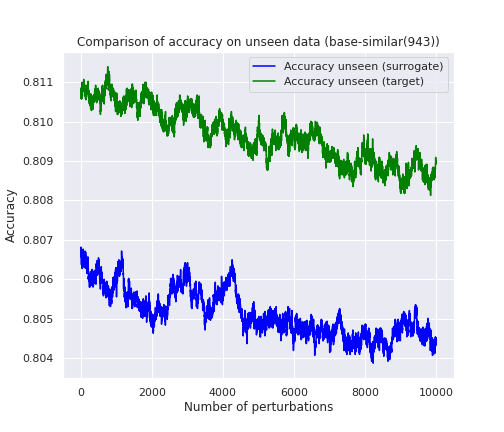 Comparison of accuracy on unseen data (base-similar(943))
Accuracy unseen (surrogate)
Accuracy unseen (target)
0.811
0.810
0.809
0.808
0.807
0.806
0.805
0.804
Accuracy
0
2000
4000
6000
8000
10000
Number of perturbations